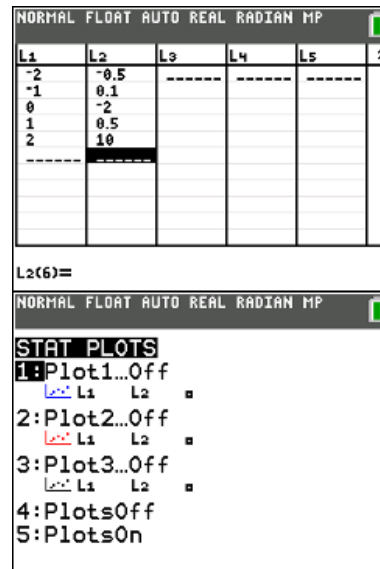 NORMAL FLOAT AUTO REAL RADIAN MP
L1 L2 L3 L4 L5
-2 -0.5 ------ ------ ------
-1 0.1
0 -2
1 0.5
2 10
------ ------
L2(6)=
NORMAL FLOAT AUTO REAL RADIAN MP
STAT PLOTS
1:Plot1...Off
L1 L2
2:Plot2...Off
L1 L2
3:Plot3...Off
L1 L2
4:PlotsOff
5:PlotsOn